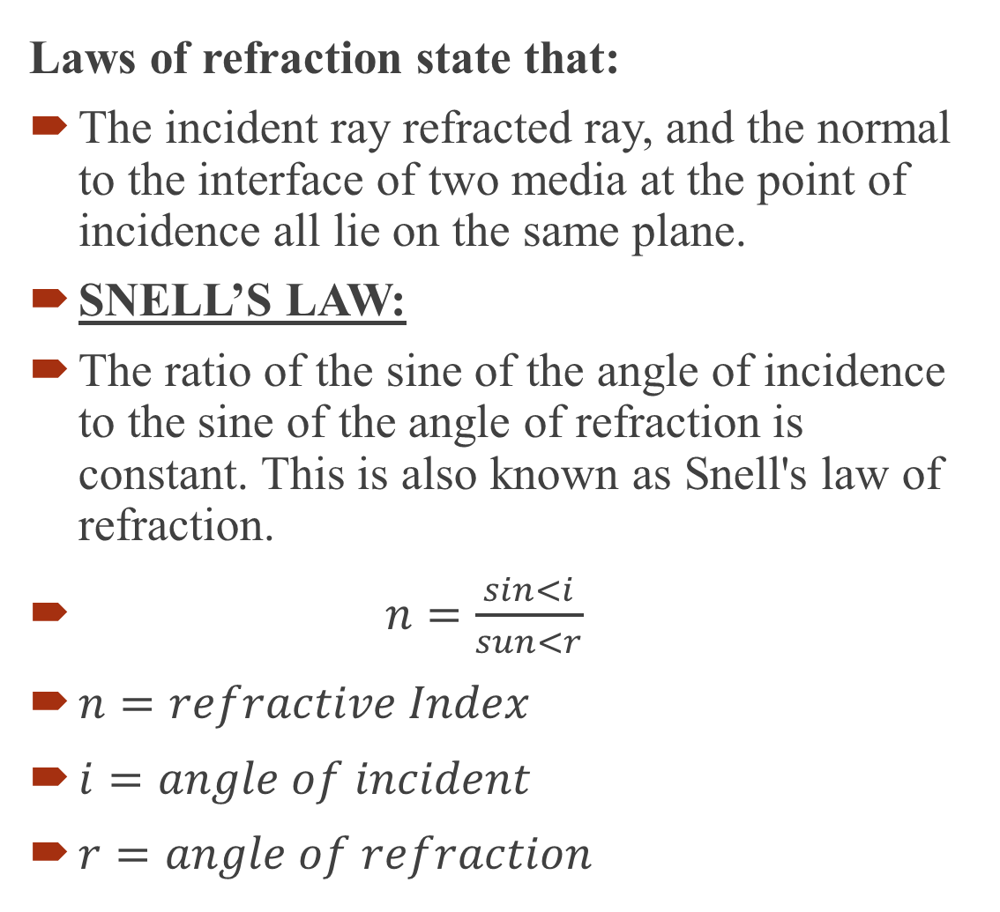 Laws of refraction state that:
The incident ray refracted ray, and the normal
to the interface of two media at the point of
incidence all lie on the same plane.
SNELL’S LAW:
The ratio of the sine of the angle of incidence
to the sine of the angle of refraction is
constant. This is also known as Snell's law of
refraction.
n = sin<i / sun<r
n = refractive Index
i = angle of incident
r = angle of refraction